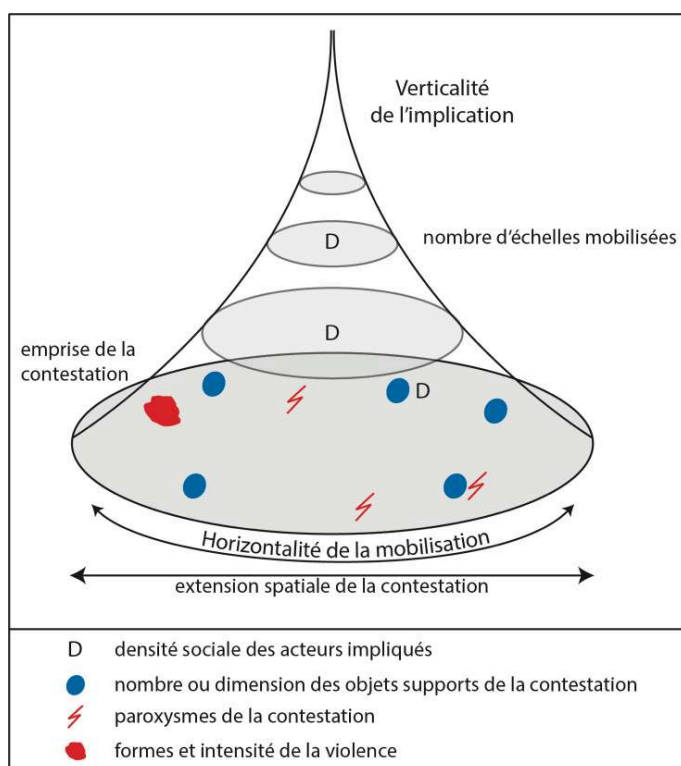 Verticalité
de l'implication
D
nombre d'échelles mobilisées
D
emprise de la
contestation
D
Horizontalité de la mobilisation
extension spatiale de la contestation
D densité sociale des acteurs impliqués
nombre ou dimension des objets supports de la contestation
paroxysmes de la contestation
formes et intensité de la violence